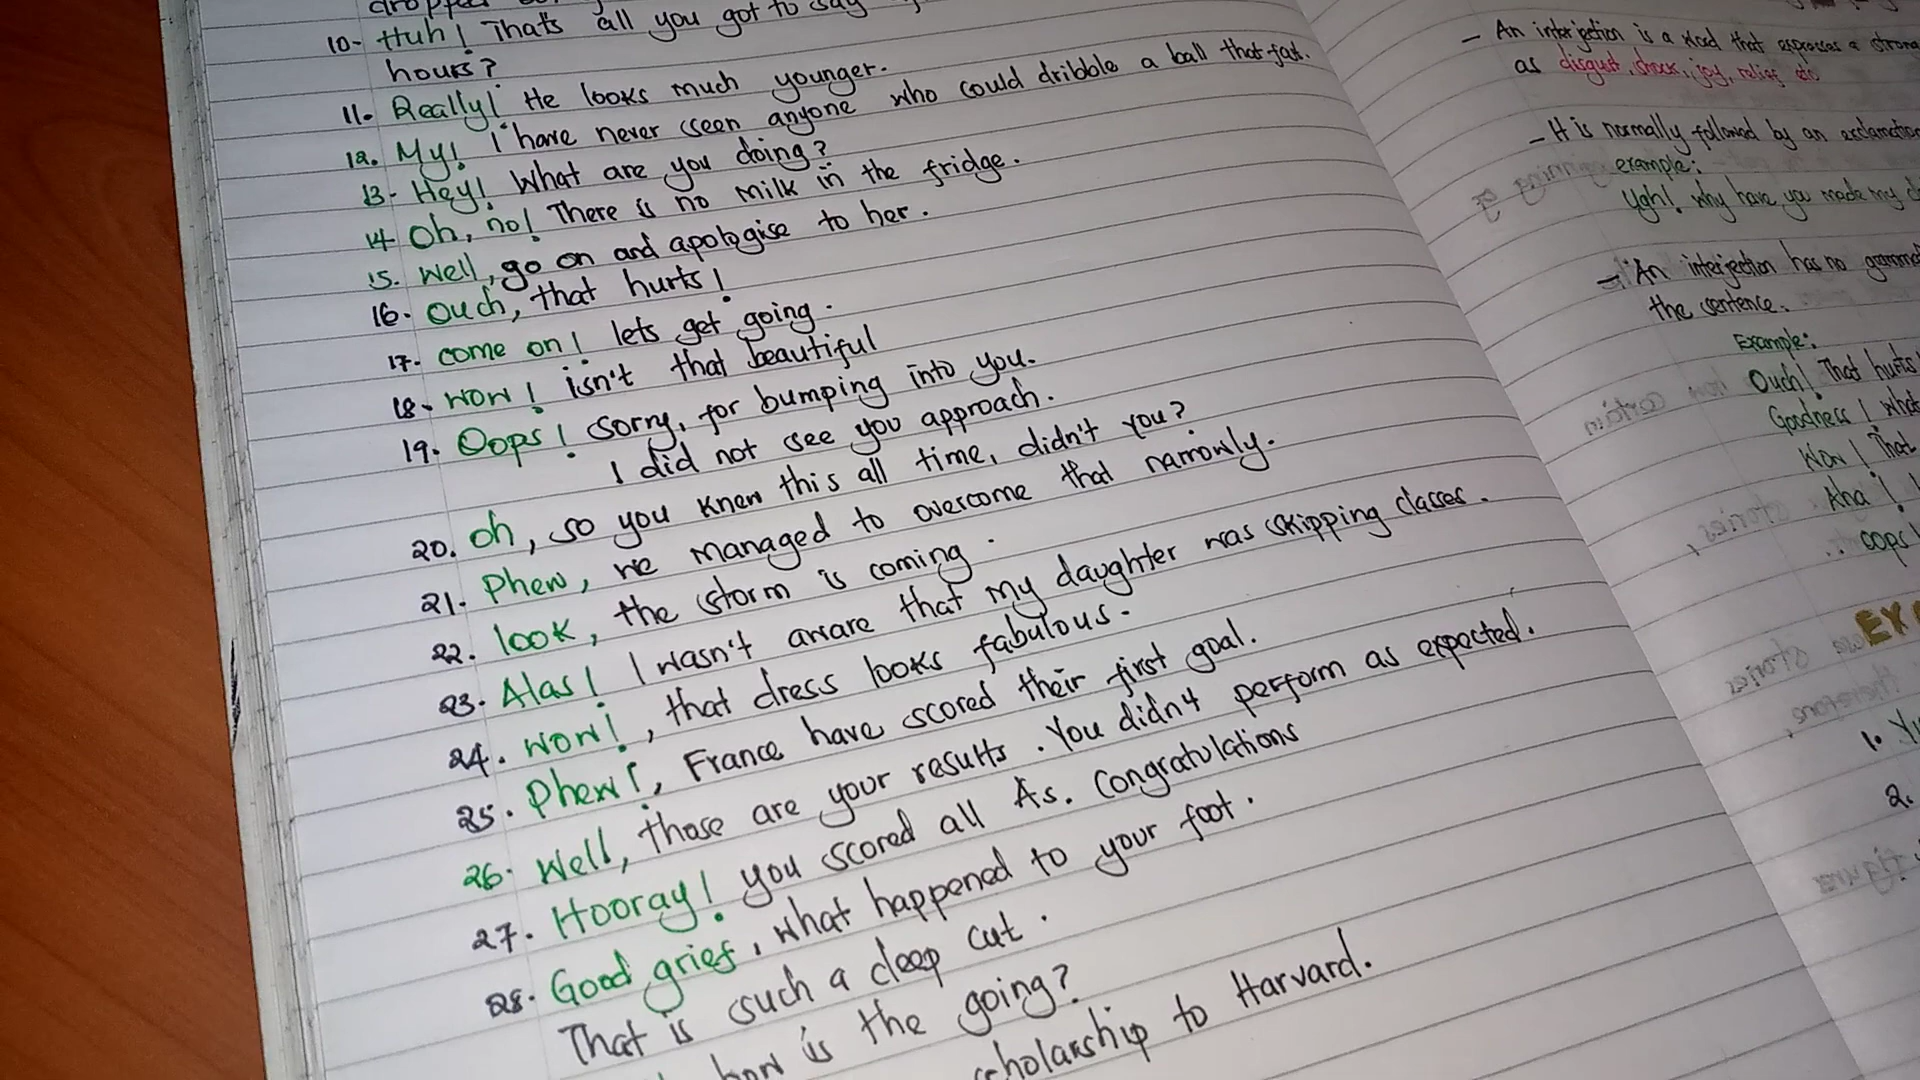 10- Huh! That's all you got to say
hours?
11. Really! He looks much younger.
12. My! I have never seen anyone who could dribble a ball that fast.
13- Hey! What are you doing?
14 Oh, no! There is no milk in the fridge.
15. Well, go on and apologise to her.
16. Ouch, that hurts!
17. come on! lets get going.
18. wow! isn't that beautiful
19. Oops! Sorry, for bumping into you.
I did not see you approach.
20. oh, so you knew this all time, didn't you?
21. Phew, we managed to overcome that narrowly.
22. look, the storm is coming.
23. Alas! I wasn't aware that my daughter was skipping classes.
24. wow!, that dress looks fabulous.
25. Phew!, France have scored their first goal.
26. Well, those are your results. You didn't perform as expected.
27. Hooray! you scored all As. Congratulations
28. Good grief, what happened to your foot.
That is such a deep cut.
how is the going?
scholarship to Harvard.
- An interjection is a word that expresses a strong
as disgust, shock, joy, relief etc
- It is normally followed by an exclamation
example:
Ugh! Why have you made my
- An interjection has no
the sentence.
Example:
Ouch! That hurts
Goodness! What
Wow! That
Aha!
oops!
1.
2.